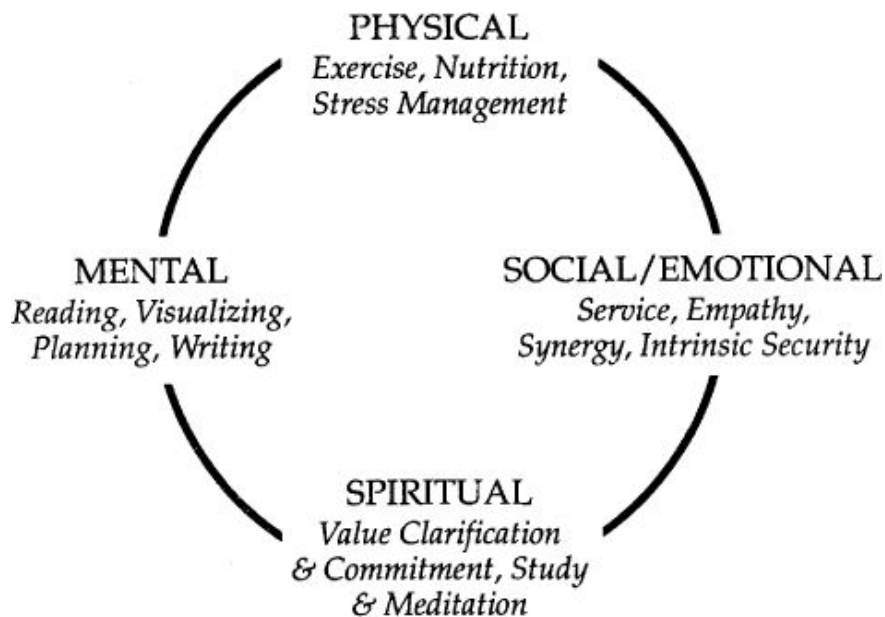 PHYSICAL
Exercise, Nutrition,
Stress Management
MENTAL
Reading, Visualizing,
Planning, Writing
SOCIAL/EMOTIONAL
Service, Empathy,
Synergy, Intrinsic Security
SPIRITUAL
Value Clarification
& Commitment, Study
& Meditation